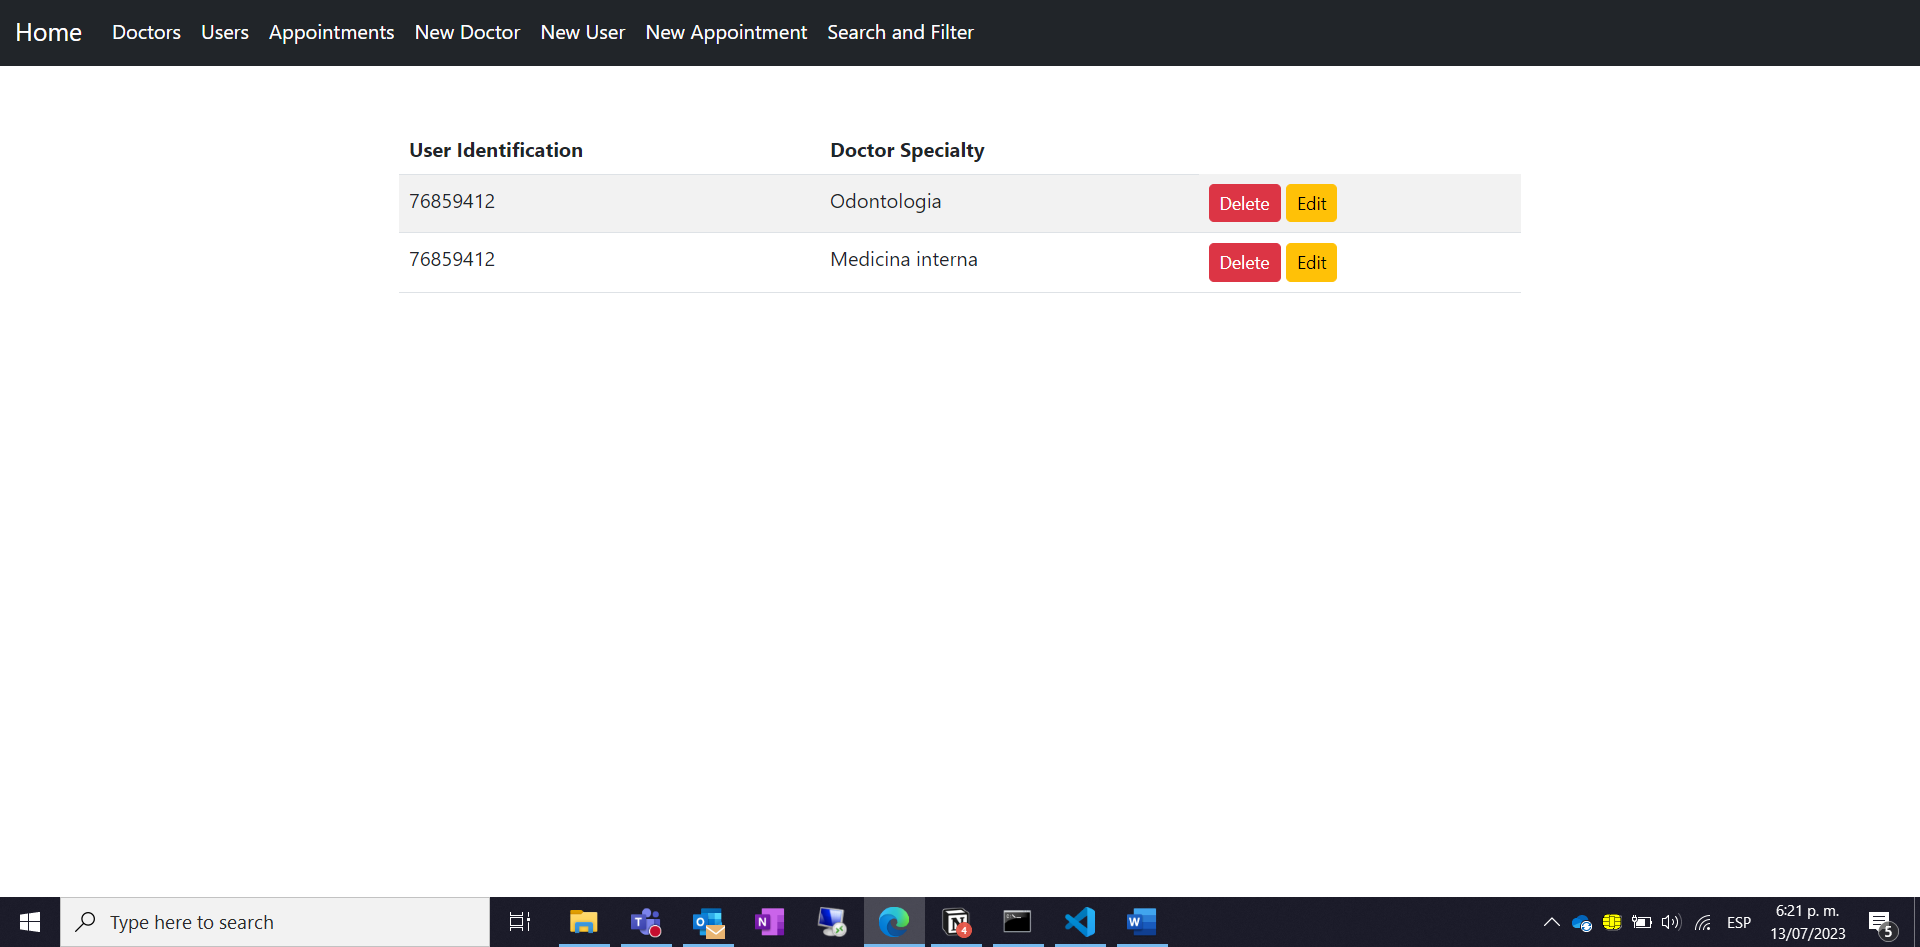 Home Doctors Users Appointments New Doctor New User New Appointment Search and Filter
User Identification Doctor Specialty
76859412 Odontologia Delete Edit
76859412 Medicina interna Delete Edit
Type here to search
T
O
N
N
4
W
ESP
6:21 p. m.
13/07/2023
5